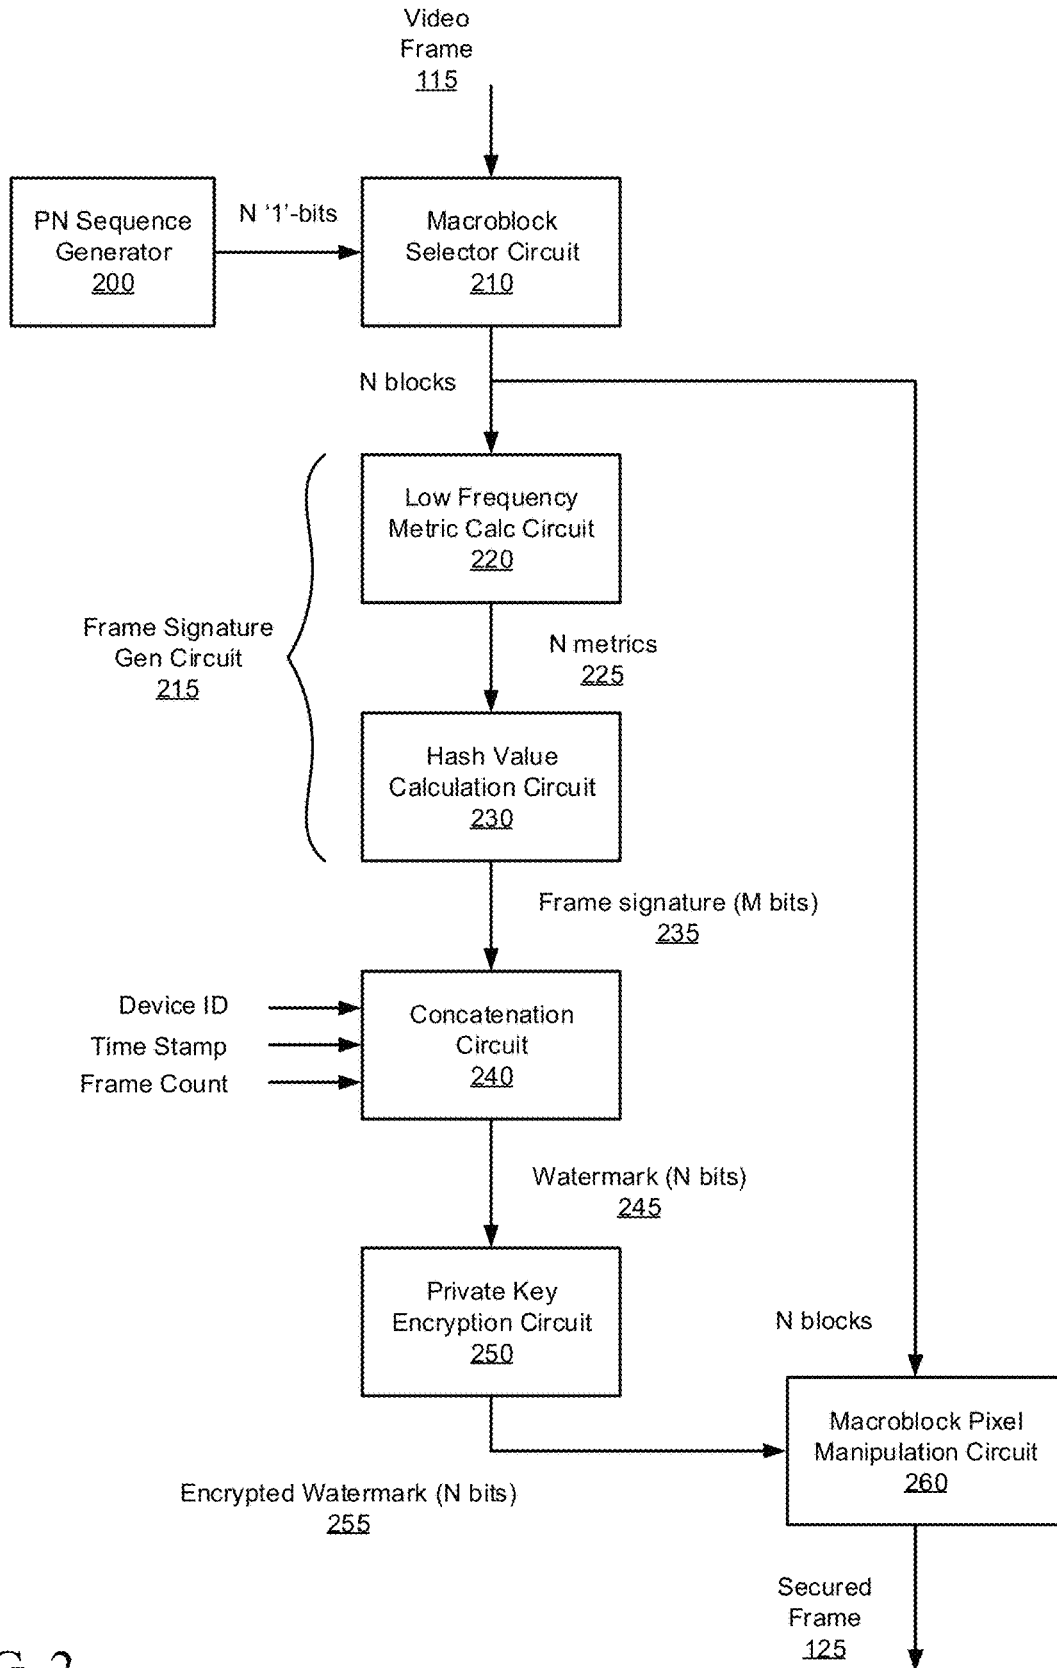 Video
Frame
115
PN Sequence
Generator
200
N ‘1’-bits
Macroblock
Selector Circuit
210
N blocks
Low Frequency
Metric Calc Circuit
220
Frame Signature
Gen Circuit
215
N metrics
225
Hash Value
Calculation Circuit
230
Frame signature (M bits)
235
Device ID
Time Stamp
Frame Count
Concatenation
Circuit
240
Watermark (N bits)
245
Private Key
Encryption Circuit
250
N blocks
Macroblock Pixel
Manipulation Circuit
260
Encrypted Watermark (N bits)
255
Secured
Frame
125